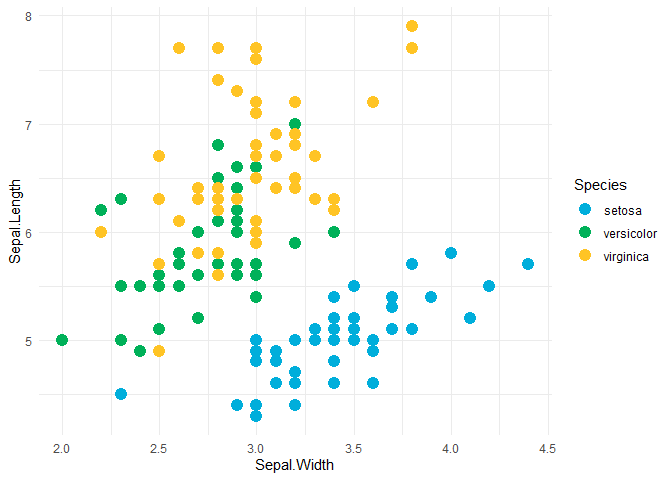 8
7
6
5
Sepal.Length
2.0 2.5 3.0 3.5 4.0 4.5
Sepal.Width
Species
setosa
versicolor
virginica